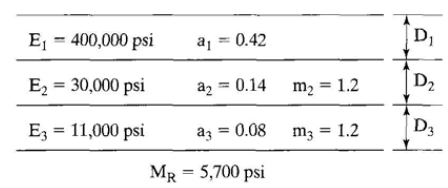 E₁ = 400,000 psi a₁ = 0.42 D₁
E₂ = 30,000 psi a₂ = 0.14 m₂ = 1.2 D₂
E₃ = 11,000 psi a₃ = 0.08 m₃ = 1.2 D₃
M_R = 5,700 psi